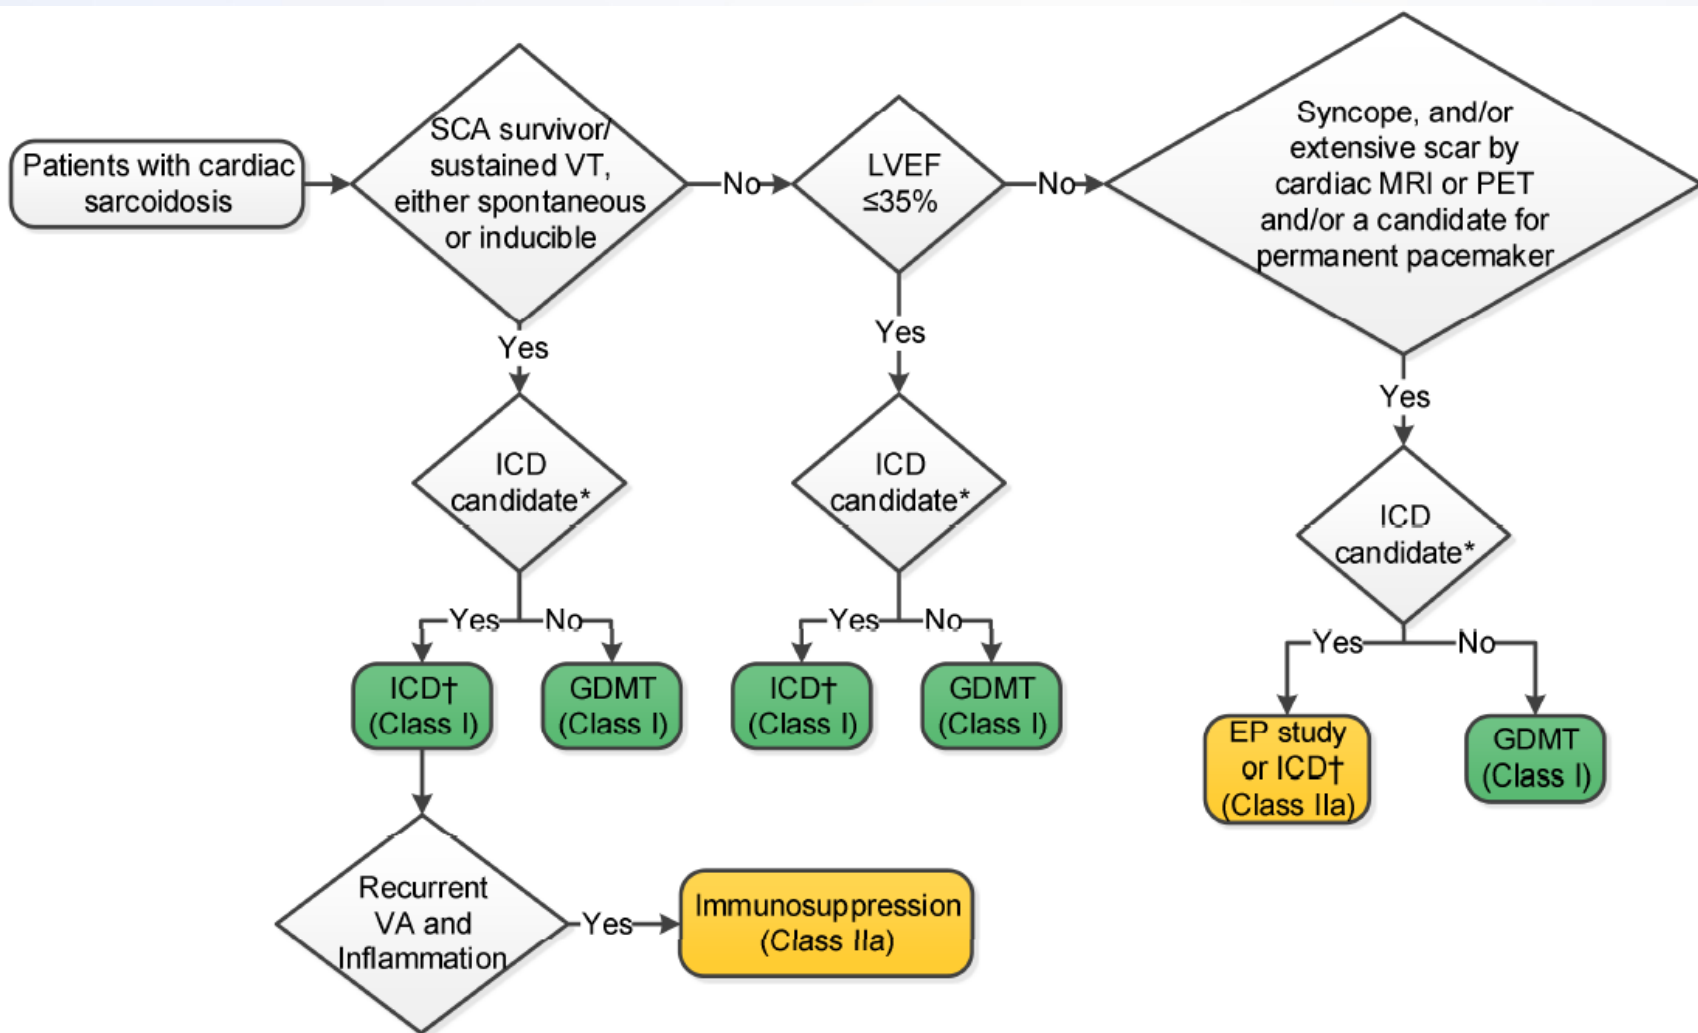 Patients with cardiac
sarcoidosis
SCA survivor/
sustained VT,
either spontaneous
or inducible
No
LVEF
≤35%
No
Syncope, and/or
extensive scar by
cardiac MRI or PET
and/or a candidate for
permanent pacemaker
Yes
Yes
Yes
ICD
candidate*
ICD
candidate*
ICD
candidate*
Yes
No
Yes
No
Yes
No
ICD†
(Class I)
GDMT
(Class I)
ICD†
(Class I)
GDMT
(Class I)
EP study
or ICD†
(Class IIa)
GDMT
(Class I)
Recurrent
VA and
Inflammation
Yes
Immunosuppression
(Class IIa)